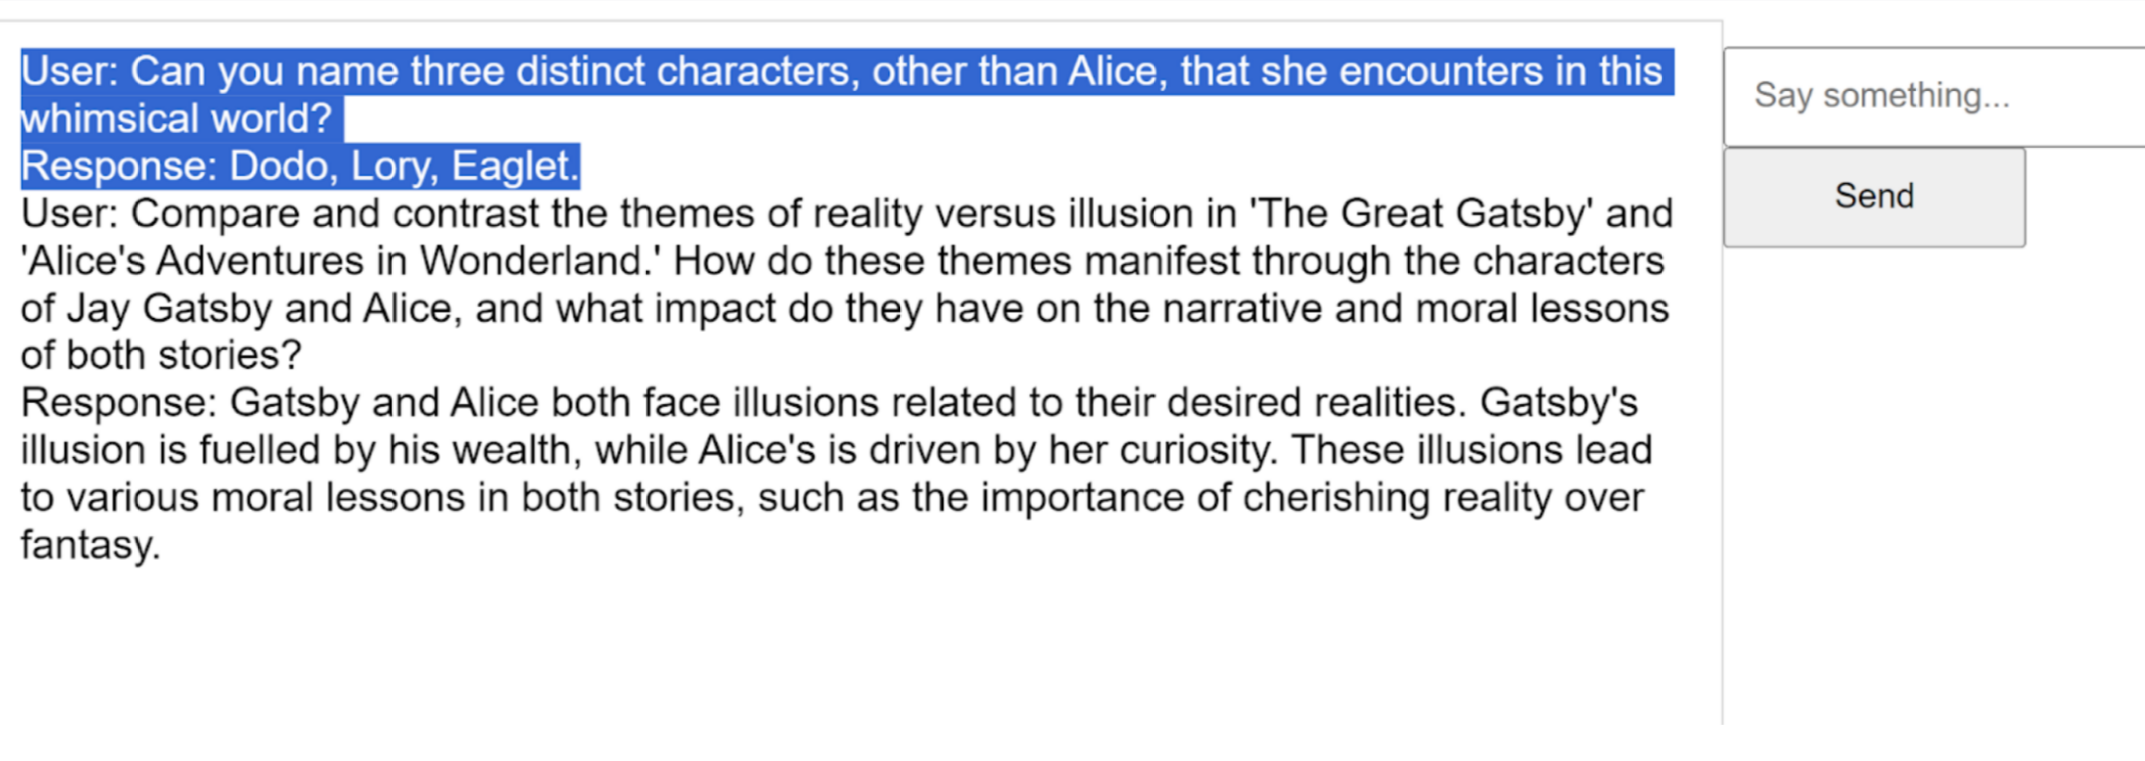 User: Can you name three distinct characters, other than Alice, that she encounters in this
whimsical world?
Response: Dodo, Lory, Eaglet.
User: Compare and contrast the themes of reality versus illusion in 'The Great Gatsby' and
'Alice's Adventures in Wonderland.' How do these themes manifest through the characters
of Jay Gatsby and Alice, and what impact do they have on the narrative and moral lessons
of both stories?
Response: Gatsby and Alice both face illusions related to their desired realities. Gatsby's
illusion is fuelled by his wealth, while Alice's is driven by her curiosity. These illusions lead
to various moral lessons in both stories, such as the importance of cherishing reality over
fantasy.
Say something...
Send